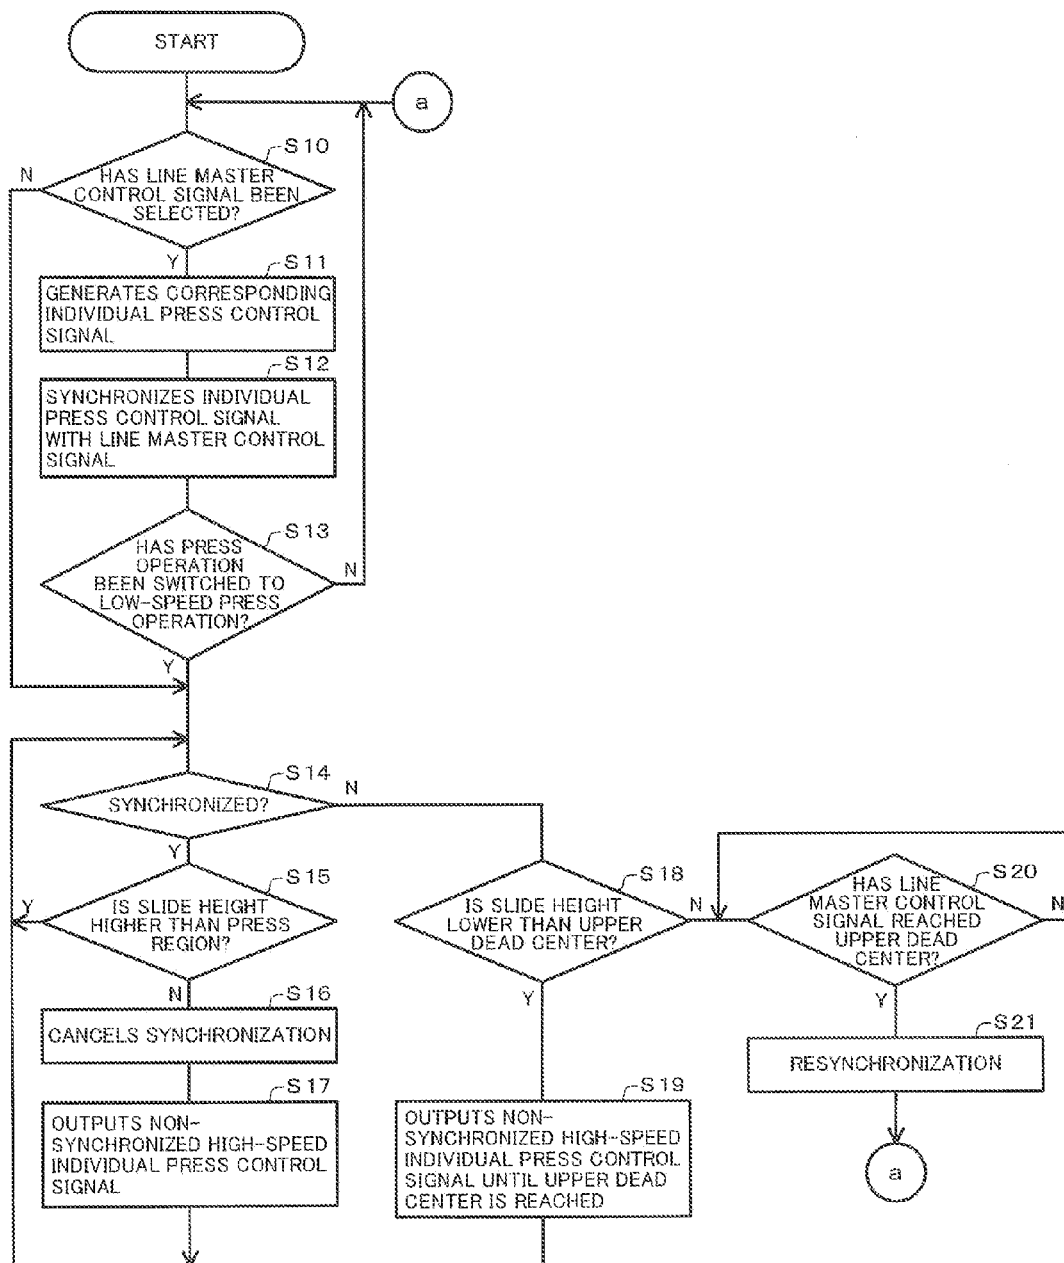 START
a
S10
N
HAS LINE MASTER
CONTROL SIGNAL BEEN
SELECTED?
Y
S11
GENERATES CORRESPONDING
INDIVIDUAL PRESS CONTROL
SIGNAL
S12
SYNCHRONIZES INDIVIDUAL
PRESS CONTROL SIGNAL
WITH LINE MASTER CONTROL
SIGNAL
S13
HAS PRESS
OPERATION
BEEN SWITCHED TO
LOW-SPEED PRESS
OPERATION?
N
Y
S14
SYNCHRONIZED?
N
Y
S15
IS SLIDE HEIGHT
HIGHER THAN PRESS
REGION?
Y
N
S16
CANCELS SYNCHRONIZATION
S17
OUTPUTS NON-
SYNCHRONIZED HIGH-SPEED
INDIVIDUAL PRESS CONTROL
SIGNAL
S18
IS SLIDE HEIGHT
LOWER THAN UPPER
DEAD CENTER?
N
Y
S19
OUTPUTS NON-
SYNCHRONIZED HIGH-SPEED
INDIVIDUAL PRESS CONTROL
SIGNAL UNTIL UPPER DEAD
CENTER IS REACHED
S20
HAS LINE
MASTER CONTROL
SIGNAL REACHED
UPPER DEAD
CENTER?
N
Y
S21
RESYNCHRONIZATION
a